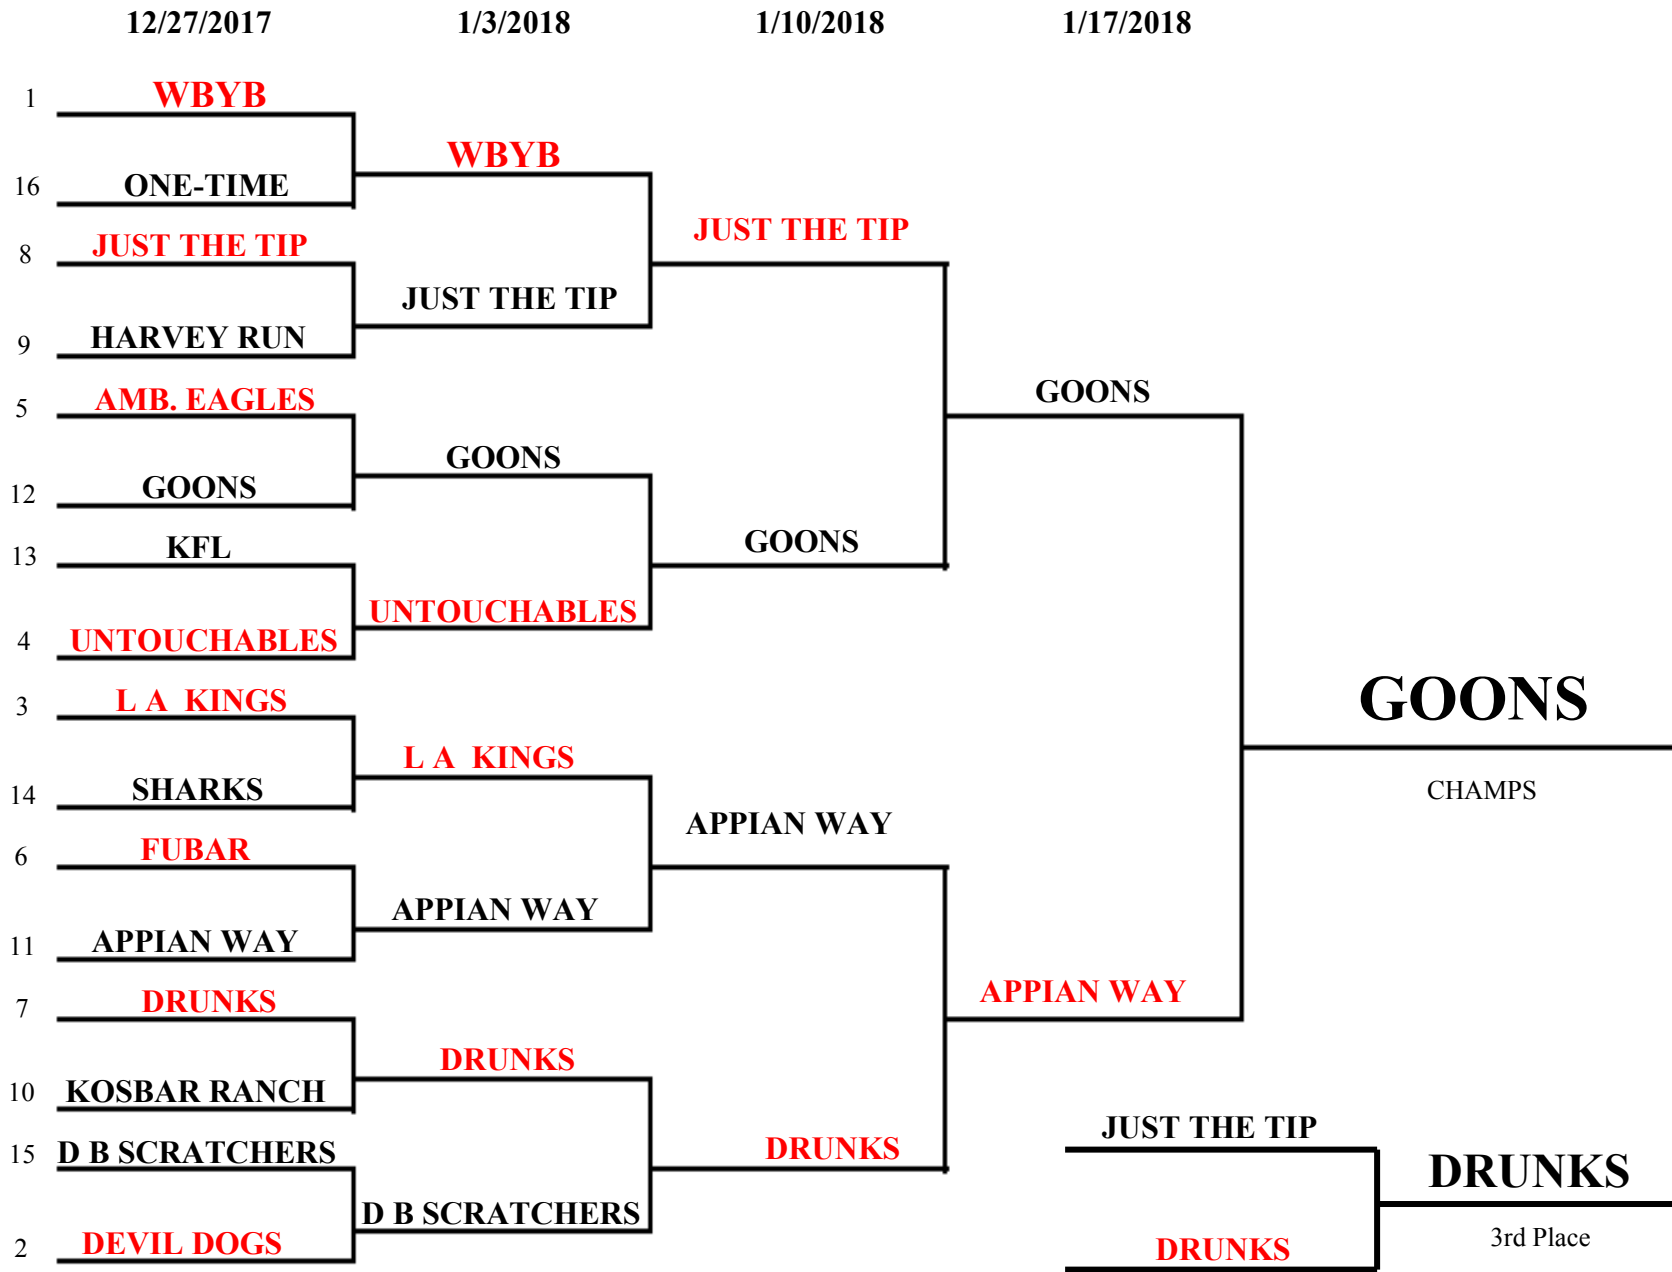 12/27/2017 1/3/2018 1/10/2018 1/17/2018
1 WBYB
16 ONE-TIME
8 JUST THE TIP
9 HARVEY RUN
5 AMB. EAGLES
12 GOONS
13 KFL
4 UNTOUCHABLES
3 L A KINGS
14 SHARKS
6 FUBAR
11 APPIAN WAY
7 DRUNKS
10 KOSBAR RANCH
15 D B SCRATCHERS
2 DEVIL DOGS
WBYB
JUST THE TIP
GOONS
UNTOUCHABLES
L A KINGS
APPIAN WAY
DRUNKS
D B SCRATCHERS
JUST THE TIP
GOONS
APPIAN WAY
DRUNKS
GOONS
APPIAN WAY
GOONS
CHAMPS
JUST THE TIP
DRUNKS
DRUNKS
3rd Place